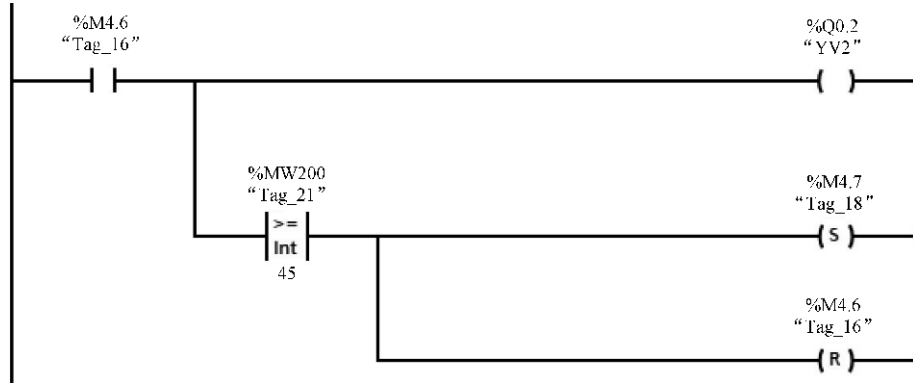 %M4.6
“Tag_16”
%Q0.2
“YV2”
%MW200
“Tag_21”
>=
Int
45
%M4.7
“Tag_18”
S
%M4.6
“Tag_16”
R